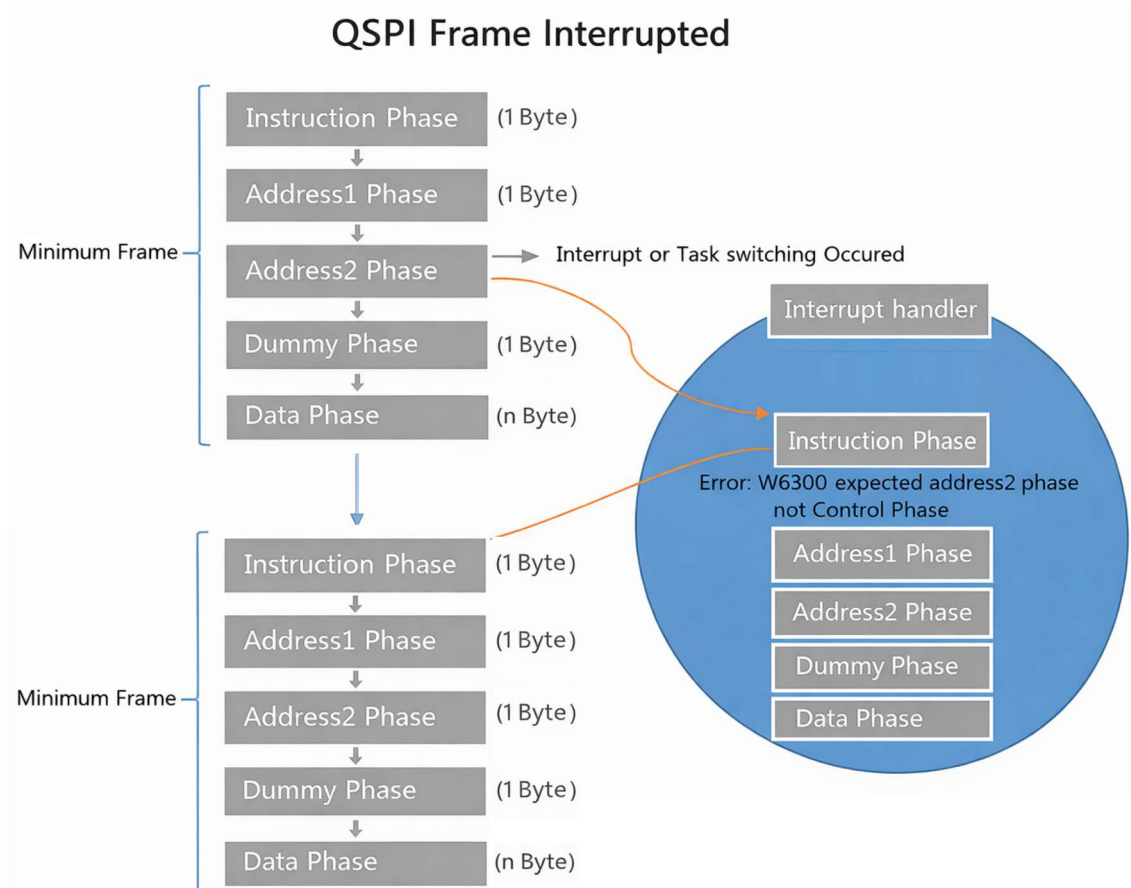 QSPI Frame Interrupted
Minimum Frame
Instruction Phase (1 Byte)
Address1 Phase (1 Byte)
Address2 Phase
Interrupt or Task switching Occured
Dummy Phase (1 Byte)
Data Phase (n Byte)
Interrupt handler
Instruction Phase
Error: W6300 expected address2 phase
not Control Phase
Address1 Phase
Address2 Phase
Dummy Phase
Data Phase
Minimum Frame
Instruction Phase (1 Byte)
Address1 Phase (1 Byte)
Address2 Phase (1 Byte)
Dummy Phase (1 Byte)
Data Phase (n Byte)